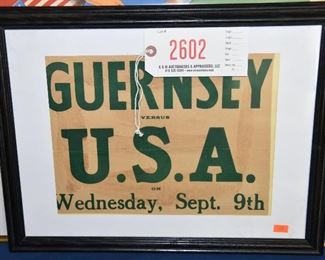 2602
GUERNSEY
VERSUS
U.S.A.
ON
Wednesday, Sept. 9th